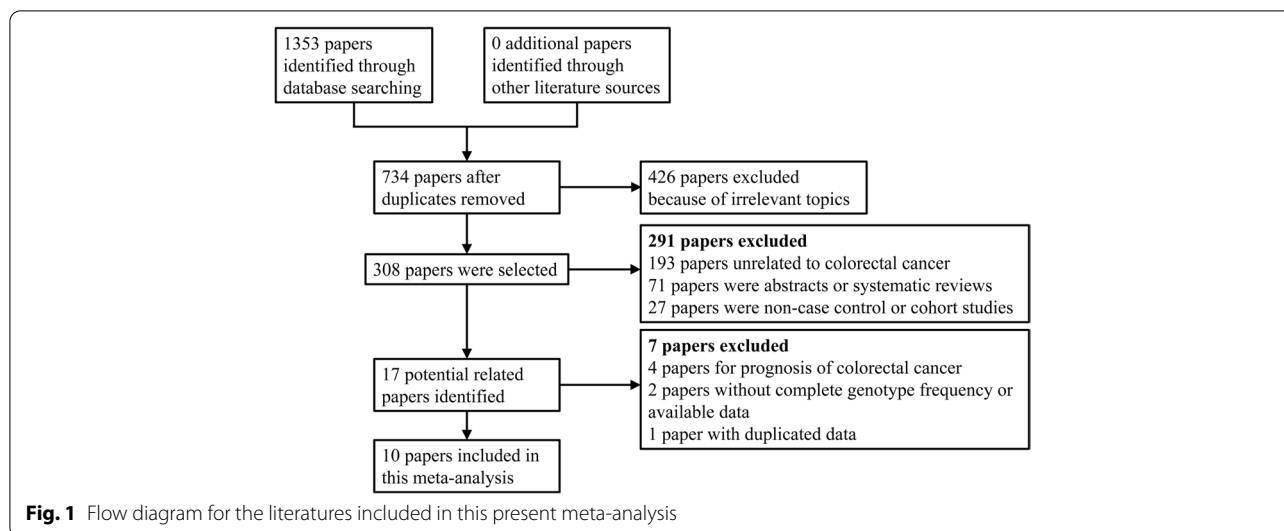 1353 papers
identified through
database searching
0 additional papers
identified through
other literature sources
734 papers after
duplicates removed
426 papers excluded
because of irrelevant topics
308 papers were selected
291 papers excluded
193 papers unrelated to colorectal cancer
71 papers were abstracts or systematic reviews
27 papers were non-case control or cohort studies
17 potential related
papers identified
7 papers excluded
4 papers for prognosis of colorectal cancer
2 papers without complete genotype frequency or
available data
1 paper with duplicated data
10 papers included in
this meta-analysis
Fig. 1 Flow diagram for the literatures included in this present meta-analysis